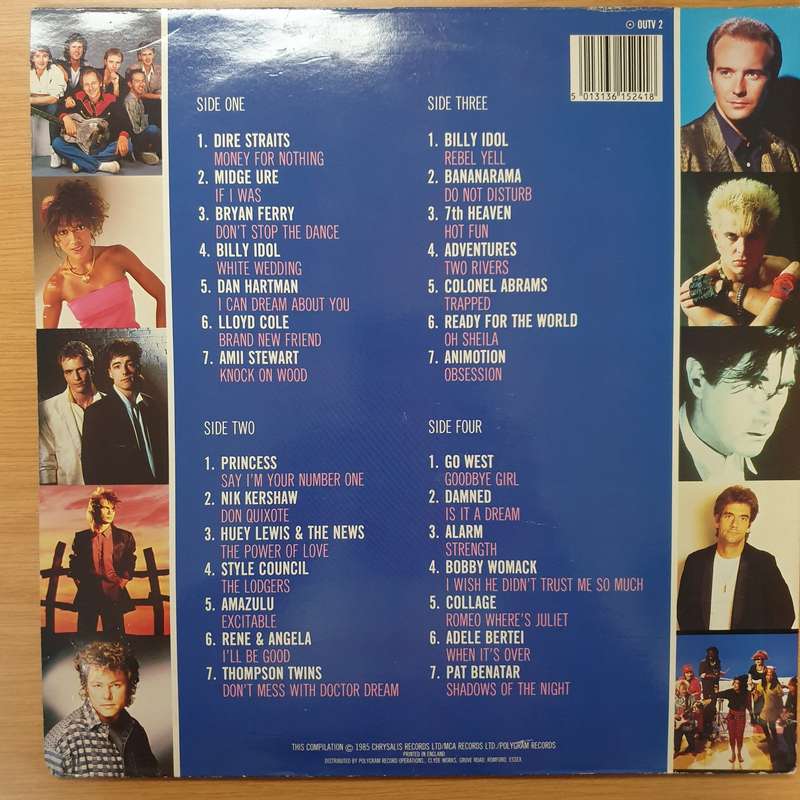 OUTV 2
5 013136 152418
SIDE ONE
1. DIRE STRAITS
MONEY FOR NOTHING
2. MIDGE URE
IF I WAS
3. BRYAN FERRY
DON'T STOP THE DANCE
4. BILLY IDOL
WHITE WEDDING
5. DAN HARTMAN
I CAN DREAM ABOUT YOU
6. LLOYD COLE
BRAND NEW FRIEND
7. AMII STEWART
KNOCK ON WOOD
SIDE TWO
1. PRINCESS
SAY I'M YOUR NUMBER ONE
2. NIK KERSHAW
DON QUIXOTE
3. HUEY LEWIS & THE NEWS
THE POWER OF LOVE
4. STYLE COUNCIL
THE LODGERS
5. AMAZULU
EXCITABLE
6. RENE & ANGELA
I'LL BE GOOD
7. THOMPSON TWINS
DON'T MESS WITH DOCTOR DREAM
SIDE THREE
1. BILLY IDOL
REBEL YELL
2. BANANARAMA
DO NOT DISTURB
3. 7th HEAVEN
HOT FUN
4. ADVENTURES
TWO RIVERS
5. COLONEL ABRAMS
TRAPPED
6. READY FOR THE WORLD
OH SHEILA
7. ANIMOTION
OBSESSION
SIDE FOUR
1. GO WEST
GOODBYE GIRL
2. DAMNED
IS IT A DREAM
3. ALARM
STRENGTH
4. BOBBY WOMACK
I WISH HE DIDN'T TRUST ME SO MUCH
5. COLLAGE
ROMEO WHERE'S JULIET
6. ADELE BERTEI
WHEN IT'S OVER
7. PAT BENATAR
SHADOWS OF THE NIGHT
THIS COMPILATION © 1985 CHRYSALIS RECORDS LTD/MCA RECORDS LTD./POLYGRAM RECORDS
PRINTED IN ENGLAND
DISTRIBUTED BY POLYGRAM RECORD OPERATIONS, CLYDE WORKS, GROVE ROAD, ROMFORD, ESSEX.